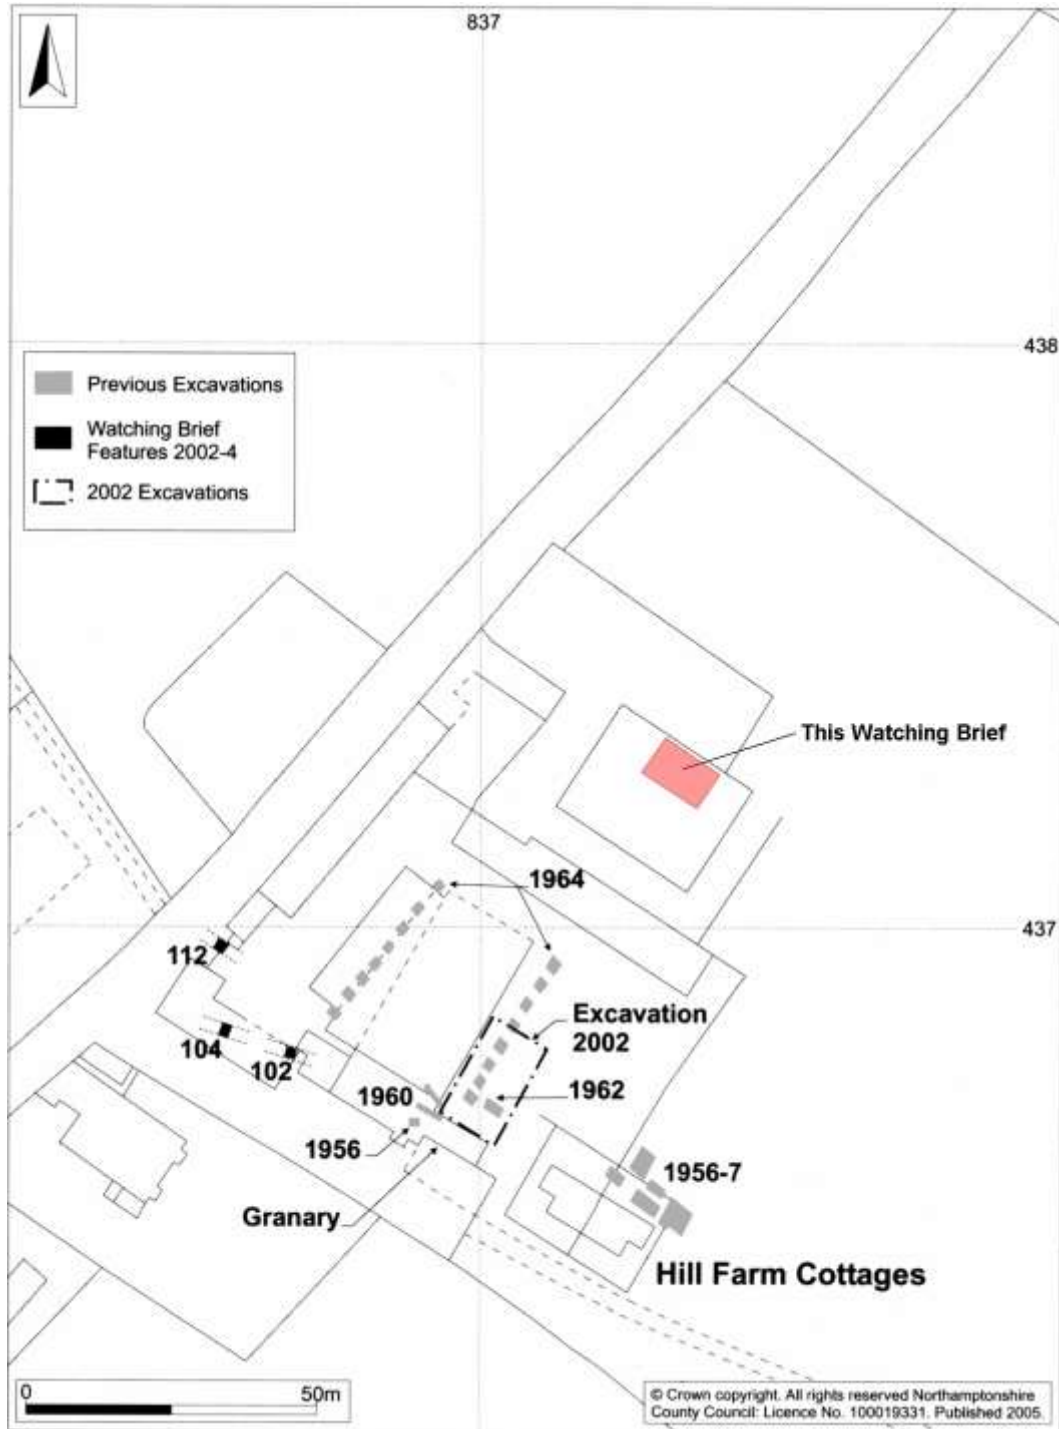 837
438
Previous Excavations
Watching Brief
Features 2002-4
2002 Excavations
This Watching Brief
1964
437
112
Excavation
2002
104
102
1960
1962
1956
1956-7
Granary
Hill Farm Cottages
0
50m
© Crown copyright. All rights reserved Northamptonshire
County Council: Licence No. 100019331. Published 2005.